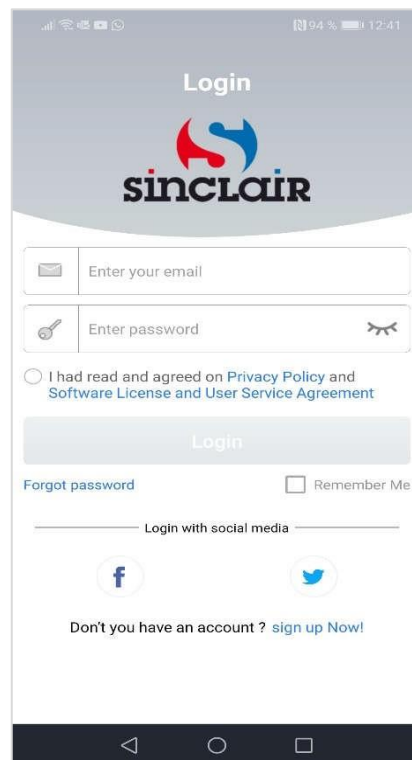 94 % 12:41
Login
SINCLAIR
Enter your email
Enter password
I had read and agreed on Privacy Policy and
Software License and User Service Agreement
Login
Forgot password Remember Me
Login with social media
Don't you have an account ? sign up Now!